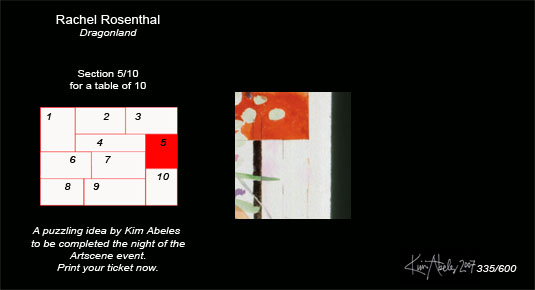 Rachel Rosenthal
Dragonland
Section 5/10
for a table of 10
1
2
3
4
5
6
7
8
9
10
A puzzling idea by Kim Abeles
to be completed the night of the
Artscene event.
Print your ticket now.
Kim Abeles 2007 335/600